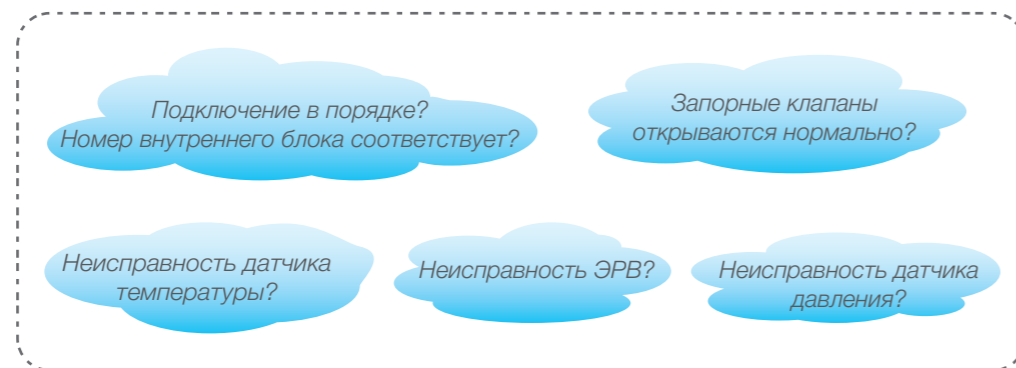 Подключение в порядке?
Номер внутреннего блока соответствует?
Запорные клапаны
открываются нормально?
Неисправность датчика
температуры?
Неисправность ЭРВ?
Неисправность датчика
давления?